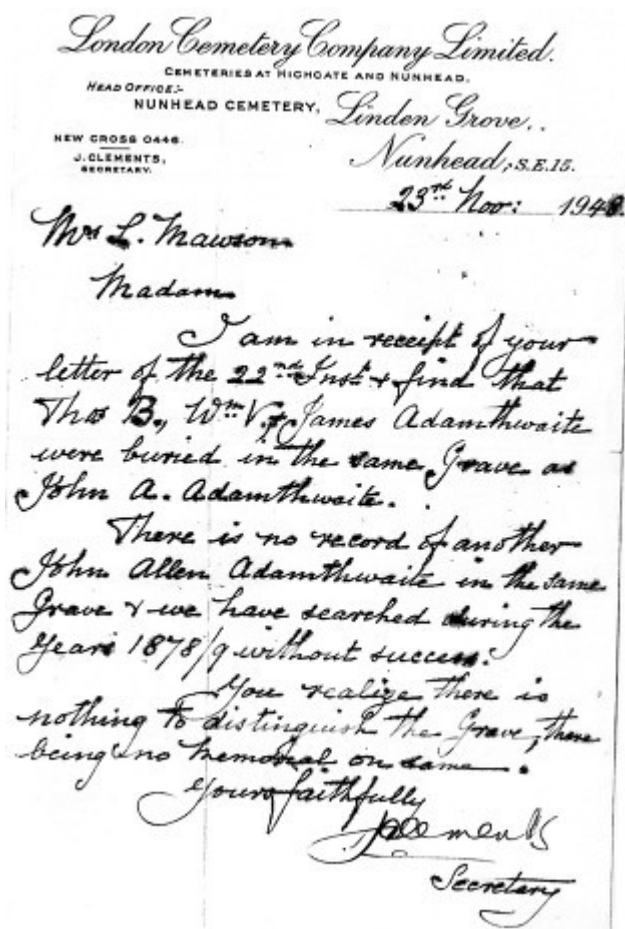 London Cemetery Company Limited.
CEMETERIES AT HIGHGATE AND NUNHEAD.
HEAD OFFICE:-
NUNHEAD CEMETERY,
Linden Grove,
NEW CROSS 0446.
J. CLEMENTS,
SECRETARY.
Nunhead, S.E.15.
23rd Nov: 194
Mrs L. Mawson
Madam
I am in receipt of your
letter of the 22nd Inst & find that
Thos B., Wm V. & James Adamthwaite
were buried in the same Grave as
John A. Adamthwaite.
There is no record of another
John Allen Adamthwaite in the same
Grave & we have searched during the
Years 1878/9 without success.
You realize there is
nothing to distinguish the Grave, there
being no Memorial on same.
Yours faithfully
JClements
Secretary